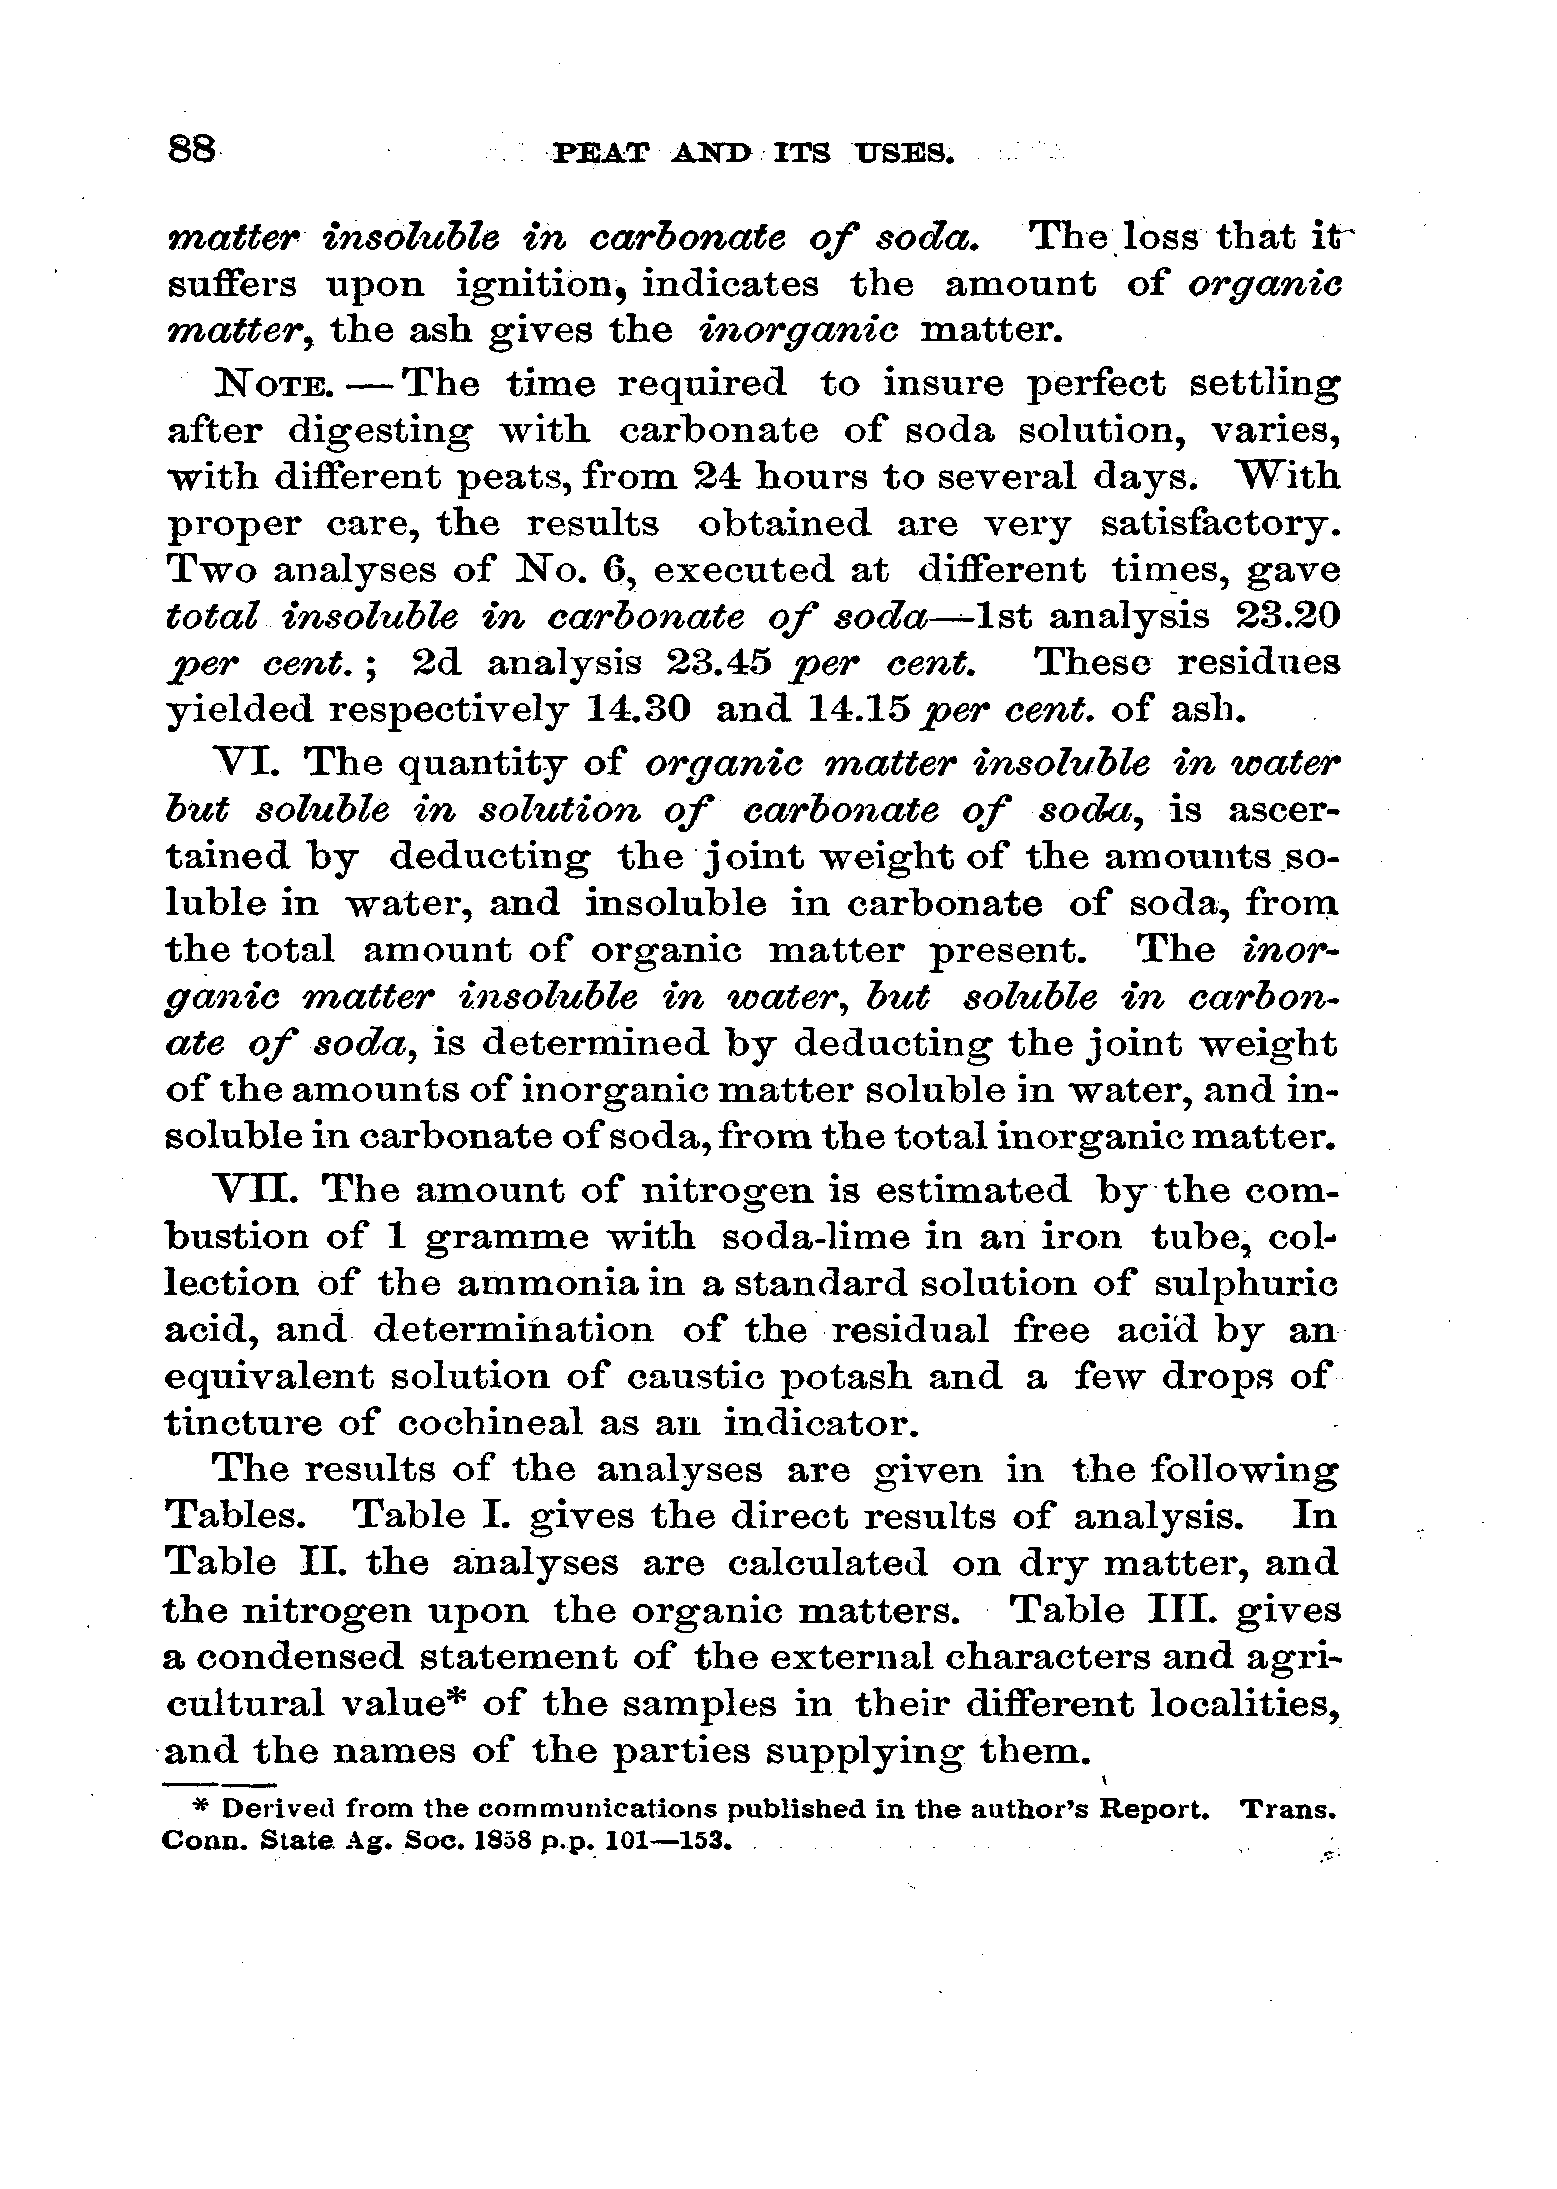 88 PEAT AND ITS USES.
matter insoluble in carbonate of soda. The loss that it
suffers upon ignition, indicates the amount of organic
matter, the ash gives the inorganic matter.
NOTE.—The time required to insure perfect settling
after digesting with carbonate of soda solution, varies,
with different peats, from 24 hours to several days. With
proper care, the results obtained are very satisfactory.
Two analyses of No. 6, executed at different times, gave
total insoluble in carbonate of soda—1st analysis 23.20
per cent.; 2d analysis 23.45 per cent. These residues
yielded respectively 14.30 and 14.15 per cent. of ash.
VI. The quantity of organic matter insoluble in water
but soluble in solution of carbonate of soda, is ascer-
tained by deducting the joint weight of the amounts so-
luble in water, and insoluble in carbonate of soda, from
the total amount of organic matter present. The inor-
ganic matter insoluble in water, but soluble in carbon-
ate of soda, is determined by deducting the joint weight
of the amounts of inorganic matter soluble in water, and in-
soluble in carbonate of soda, from the total inorganic matter.
VII. The amount of nitrogen is estimated by the com-
bustion of 1 gramme with soda-lime in an iron tube, col-
lection of the ammonia in a standard solution of sulphuric
acid, and determination of the residual free acid by an
equivalent solution of caustic potash and a few drops of
tincture of cochineal as an indicator.
The results of the analyses are given in the following
Tables. Table I. gives the direct results of analysis. In
Table II. the analyses are calculated on dry matter, and
the nitrogen upon the organic matters. Table III. gives
a condensed statement of the external characters and agri-
cultural value* of the samples in their different localities,
and the names of the parties supplying them.
* Derived from the communications published in the author's Report. Trans.
Conn. State Ag. Soc. 1858 p.p. 101—153.